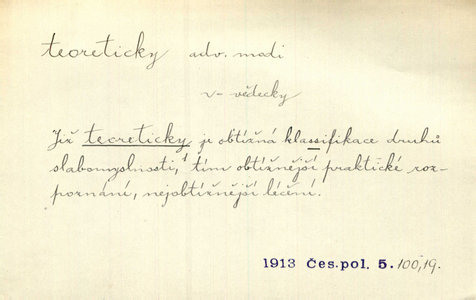 teoreticky adv. modi
v- vědecky
Již teoreticky je obtížná klassifikace druhů
slabomyslnosti, tím obtížnější praktické roz-
poznání, nejobtížnější léčení.
1913 Čes.pol. 5. 100,19.